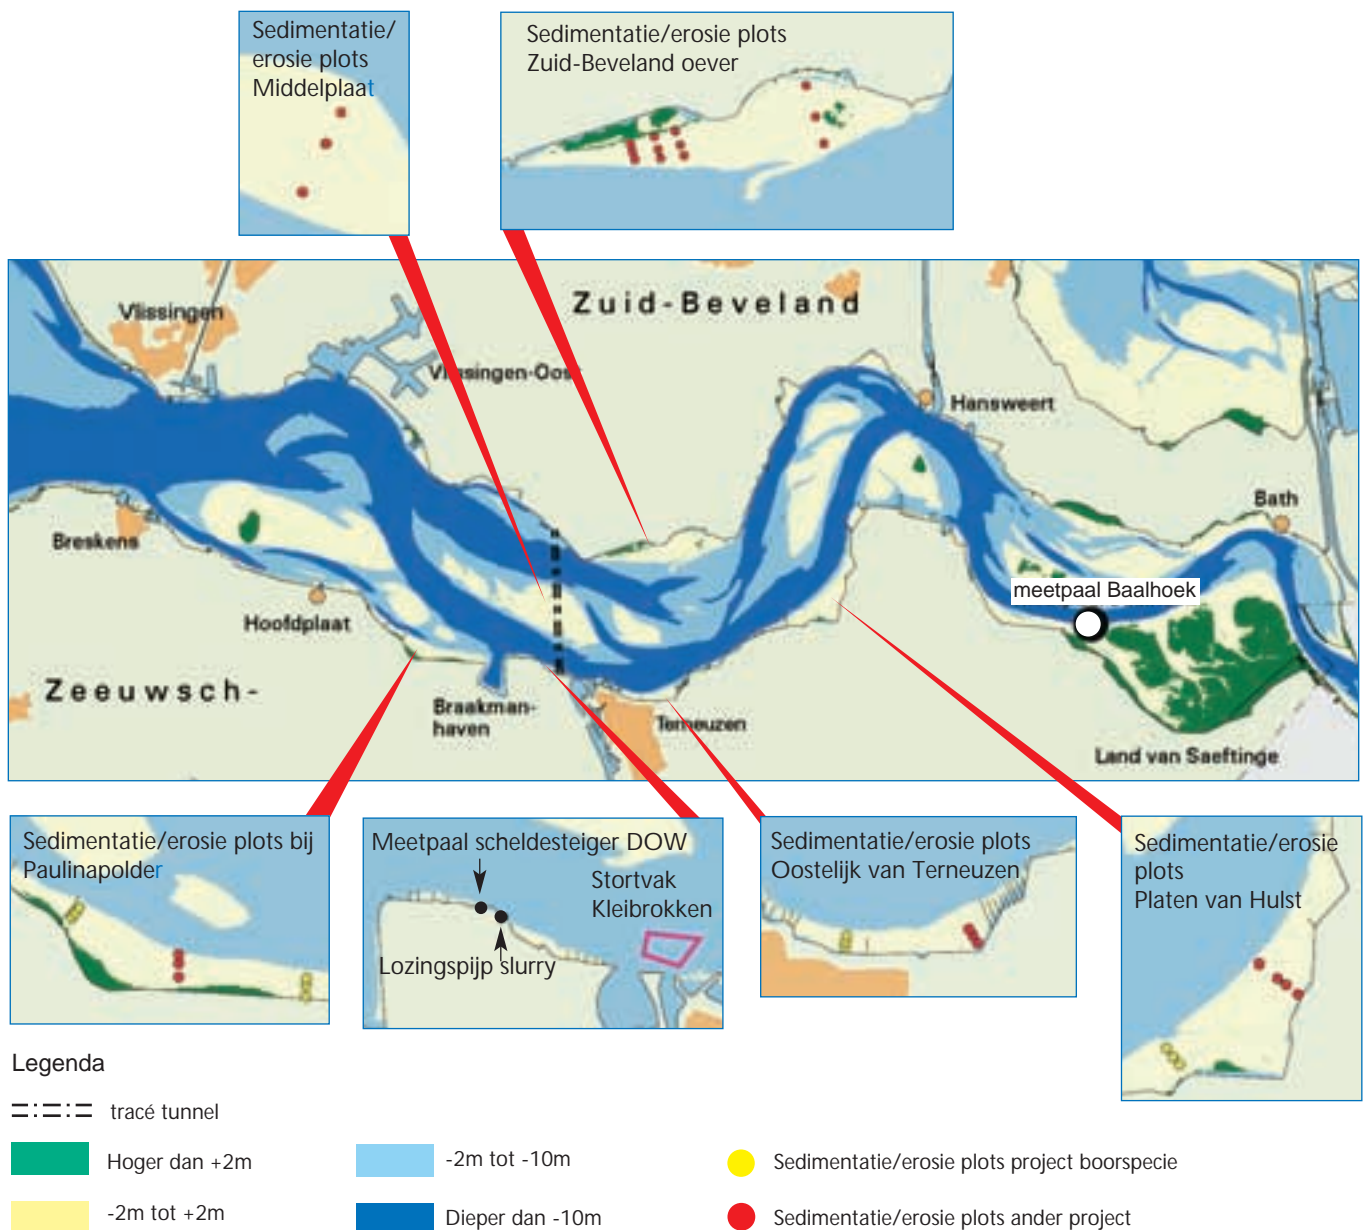 Sedimentatie/
erosie plots
Middelplaat
Sedimentatie/erosie plots
Zuid-Beveland oever
Vlissingen
Zuid-Beveland
Vlissingen-Oost
Hansweert
Bath
Breskens
meetpaal Baalhoek
Hoofdplaat
Zeeuwsch-
Braakman-
haven
Terneuzen
Land van Saeftinge
Sedimentatie/erosie plots bij
Paulinapolder
Meetpaal scheldesteiger DOW
Stortvak
Kleibrokken
Lozingspijp slurry
Sedimentatie/erosie plots
Oostelijk van Terneuzen
Sedimentatie/erosie
plots
Platen van Hulst
Legenda
tracé tunnel
Hoger dan +2m
-2m tot -10m
Sedimentatie/erosie plots project boorspecie
-2m tot +2m
Dieper dan -10m
Sedimentatie/erosie plots ander project